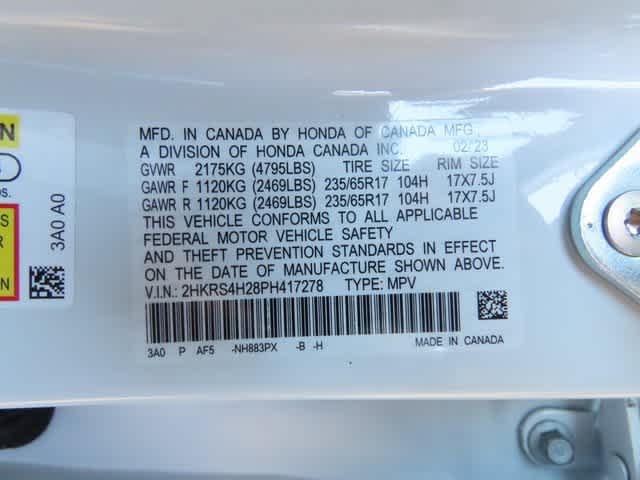 MFD. IN CANADA BY HONDA OF CANADA MFG.,
A DIVISION OF HONDA CANADA INC. 02/23
GVWR 2175KG (4795LBS) TIRE SIZE RIM SIZE
GAWR F 1120KG (2469LBS) 235/65R17 104H 17X7.5J
GAWR R 1120KG (2469LBS) 235/65R17 104H 17X7.5J
THIS VEHICLE CONFORMS TO ALL APPLICABLE
FEDERAL MOTOR VEHICLE SAFETY
AND THEFT PREVENTION STANDARDS IN EFFECT
ON THE DATE OF MANUFACTURE SHOWN ABOVE.
V.I.N.: 2HKRS4H28PH417278 TYPE: MPV
3A0 P AF5 -NH883PX -B -H MADE IN CANADA
3A0 A0